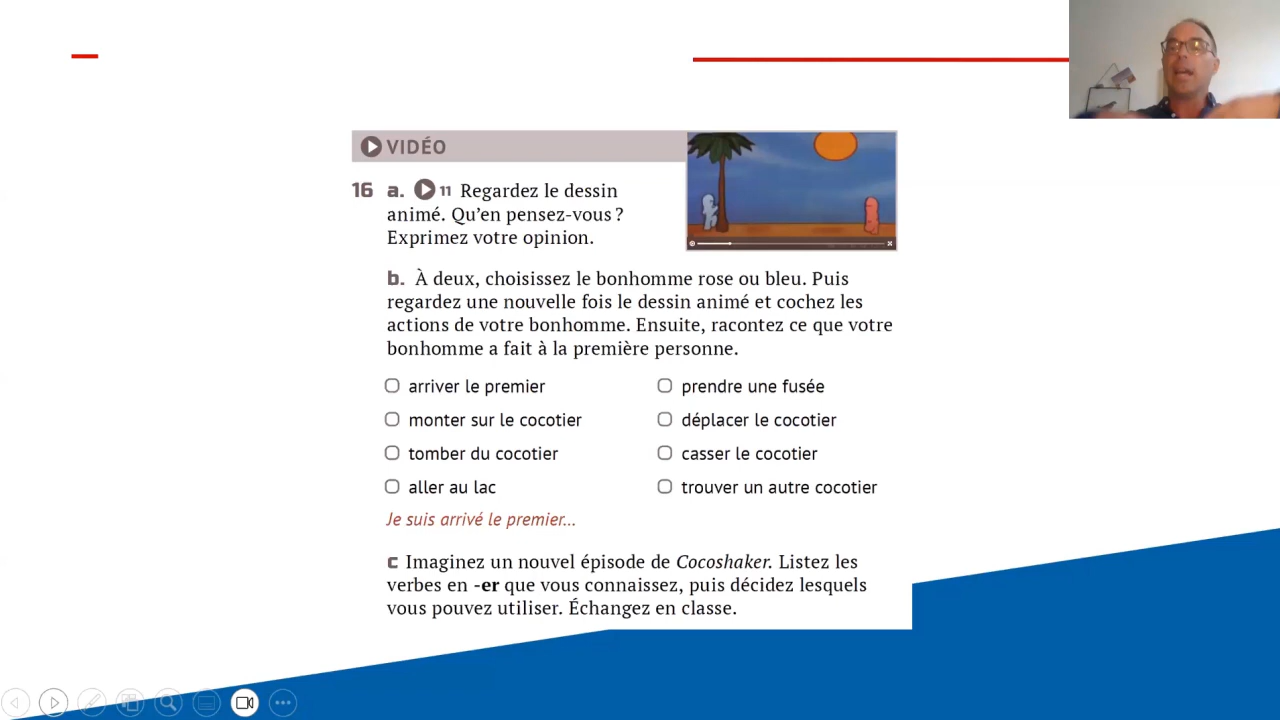 VIDÉO
16 a. 11 Regardez le dessin
animé. Qu’en pensez-vous ?
Exprimez votre opinion.
b. À deux, choisissez le bonhomme rose ou bleu. Puis
regardez une nouvelle fois le dessin animé et cochez les
actions de votre bonhomme. Ensuite, racontez ce que votre
bonhomme a fait à la première personne.
arriver le premier
monter sur le cocotier
tomber du cocotier
aller au lac
prendre une fusée
déplacer le cocotier
casser le cocotier
trouver un autre cocotier
Je suis arrivé le premier...
c Imaginez un nouvel épisode de Cocoshaker. Listez les
verbes en -er que vous connaissez, puis décidez lesquels
vous pouvez utiliser. Échangez en classe.